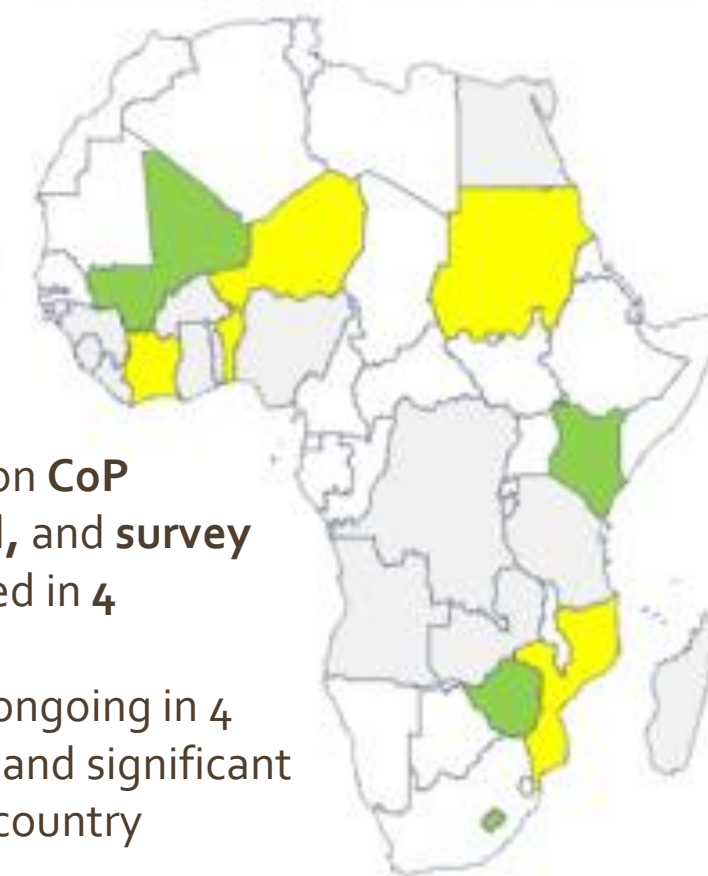 on CoP
, and survey
ed in 4
ongoing in 4
and significant
country